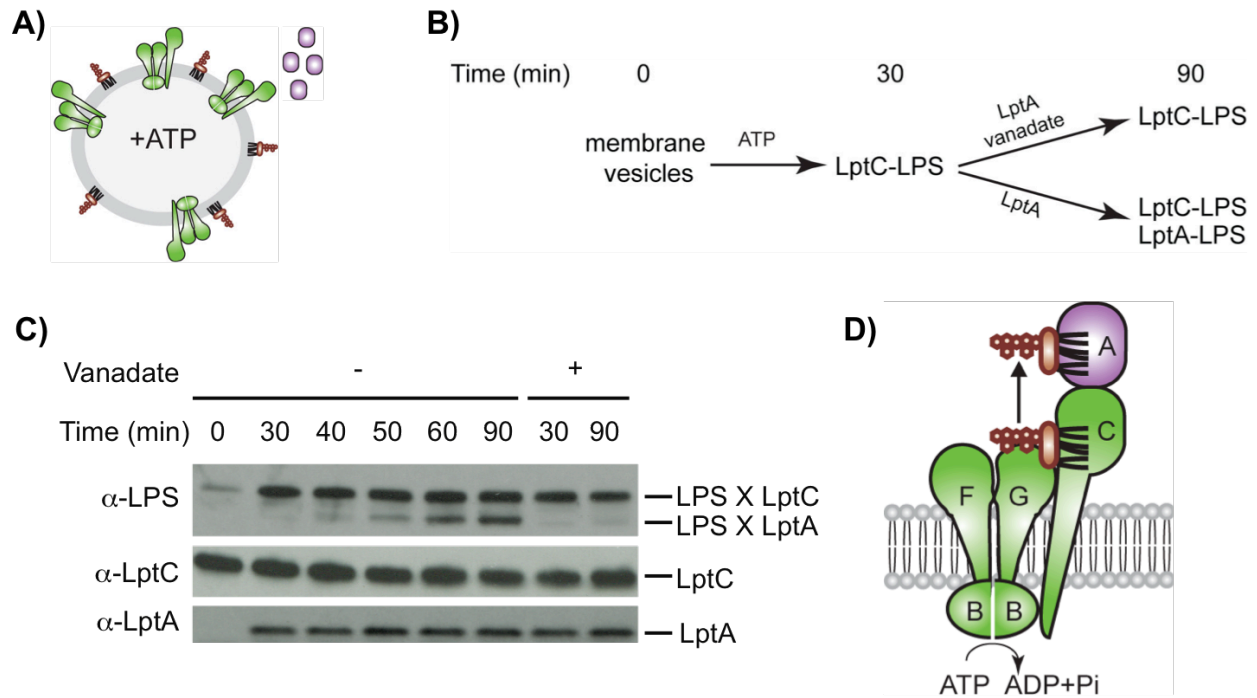 A)
+ATP
B)
Time (min) 0 30 90
membrane vesicles
ATP
LptC-LPS
LptA vanadate
LptC-LPS
LptA
LptC-LPS
LptA-LPS
C)
Vanadate - +
Time (min) 0 30 40 50 60 90 30 90
α-LPS
LPS X LptC
LPS X LptA
α-LptC
LptC
α-LptA
LptA
D)
A
C
F G
B B
ATP ADP+Pi